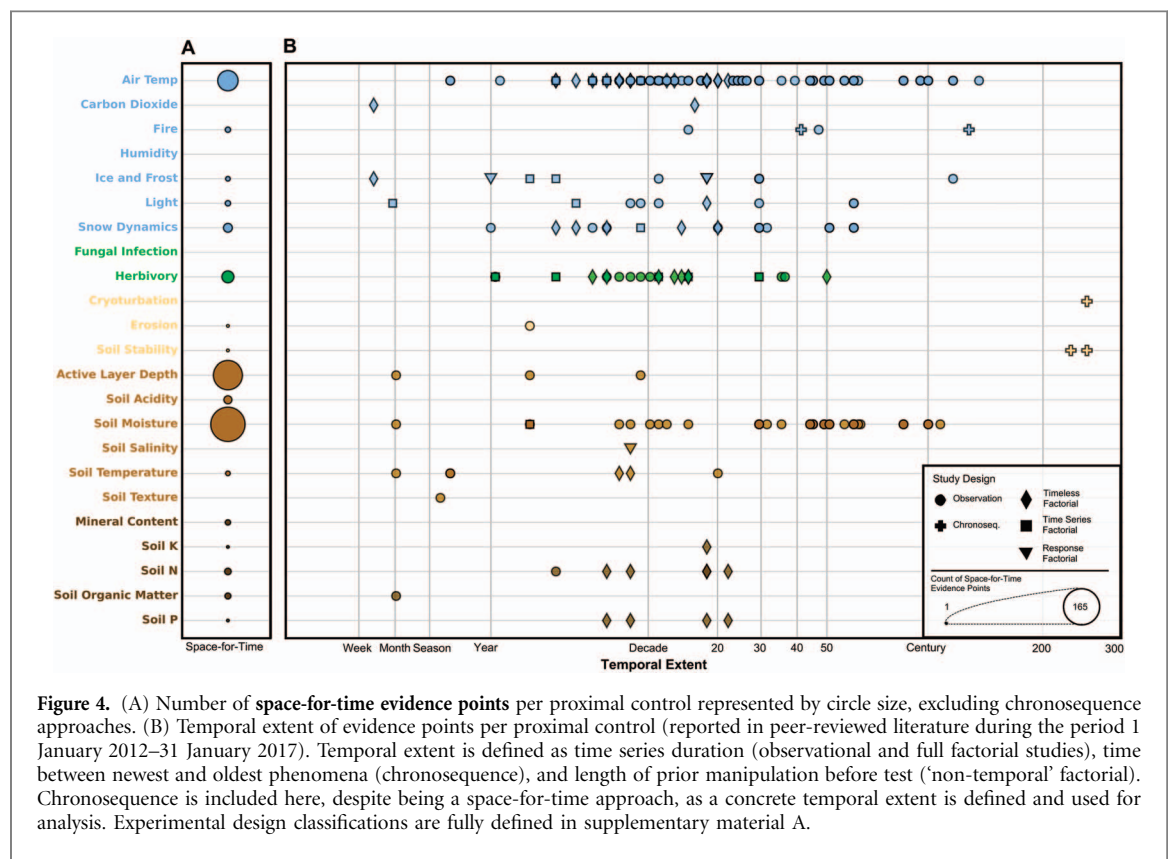 A
B
Air Temp
Carbon Dioxide
Fire
Humidity
Ice and Frost
Light
Snow Dynamics
Fungal Infection
Herbivory
Cryoturbation
Erosion
Soil Stability
Active Layer Depth
Soil Acidity
Soil Moisture
Soil Salinity
Soil Temperature
Soil Texture
Mineral Content
Soil K
Soil N
Soil Organic Matter
Soil P
Study Design
Observation
Timeless Factorial
Chronoseq.
Time Series Factorial
Response Factorial
Count of Space-for-Time
Evidence Points
1
165
Space-for-Time
Week Month Season Year Decade 20 30 40 50 Century 200 300
Temporal Extent
Figure 4. (A) Number of space-for-time evidence points per proximal control represented by circle size, excluding chronosequence
approaches. (B) Temporal extent of evidence points per proximal control (reported in peer-reviewed literature during the period 1
January 2012–31 January 2017). Temporal extent is defined as time series duration (observational and full factorial studies), time
between newest and oldest phenomena (chronosequence), and length of prior manipulation before test (‘non-temporal’ factorial).
Chronosequence is included here, despite being a space-for-time approach, as a concrete temporal extent is defined and used for
analysis. Experimental design classifications are fully defined in supplementary material A.